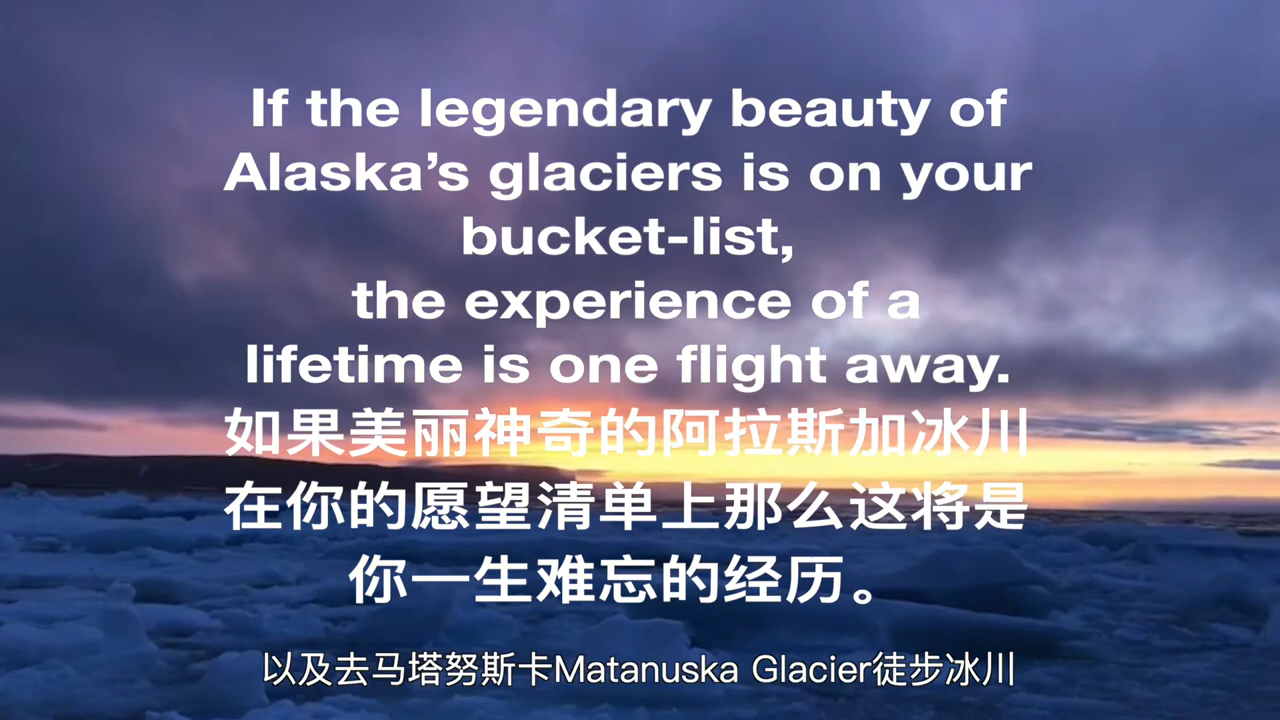 If the legendary beauty of
Alaska’s glaciers is on your
bucket-list,
the experience of a
lifetime is one flight away.
如果美丽神奇的阿拉斯加冰川
在你的愿望清单上那么这将是
你一生难忘的经历。
以及去马塔努斯卡Matanuska Glacier徒步冰川